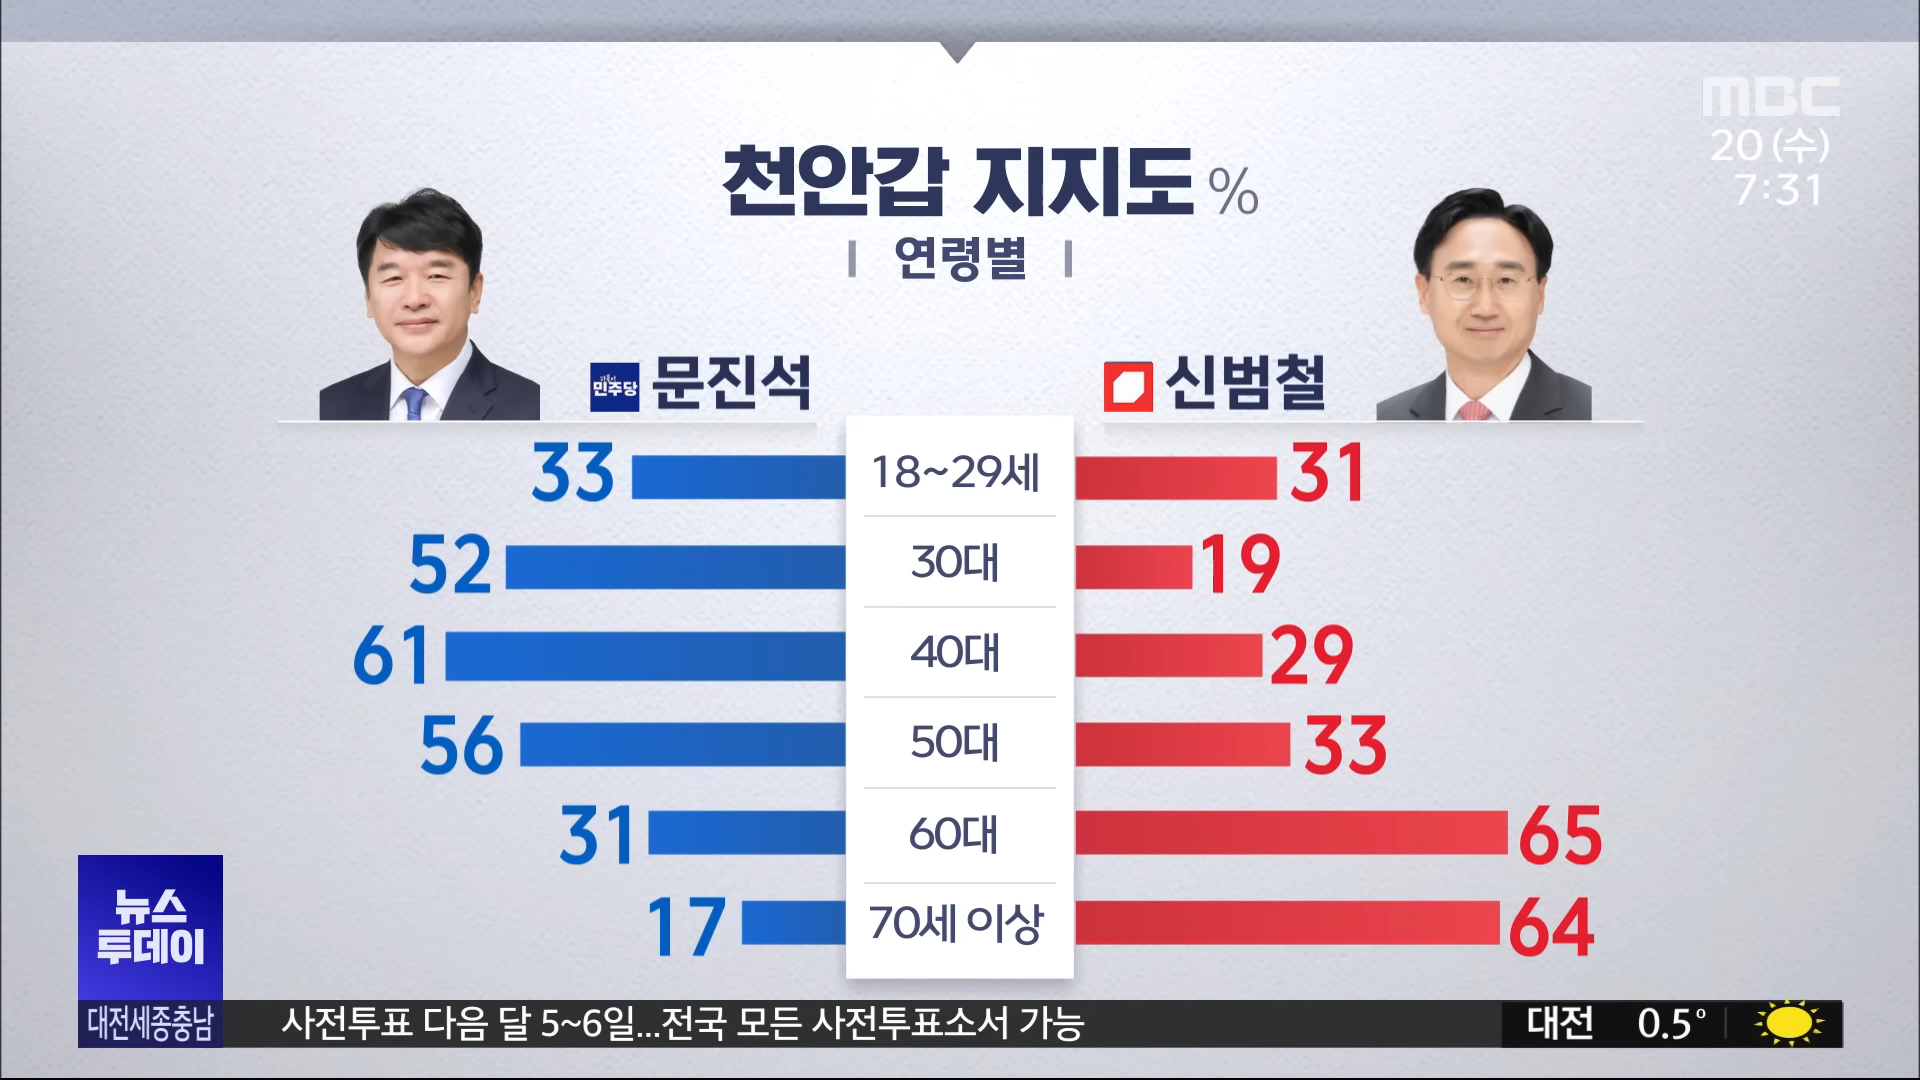 MBC
20 (수)
7:31
천안갑 지지도 %
연령별
더불어
민주당
문진석
신범철
33 18~29세 31
52 30대 19
61 40대 29
56 50대 33
31 60대 65
17 70세 이상 64
뉴스
투데이
대전세종충남
사전투표 다음 달 5~6일...전국 모든 사전투표소서 가능
대전 0.5°